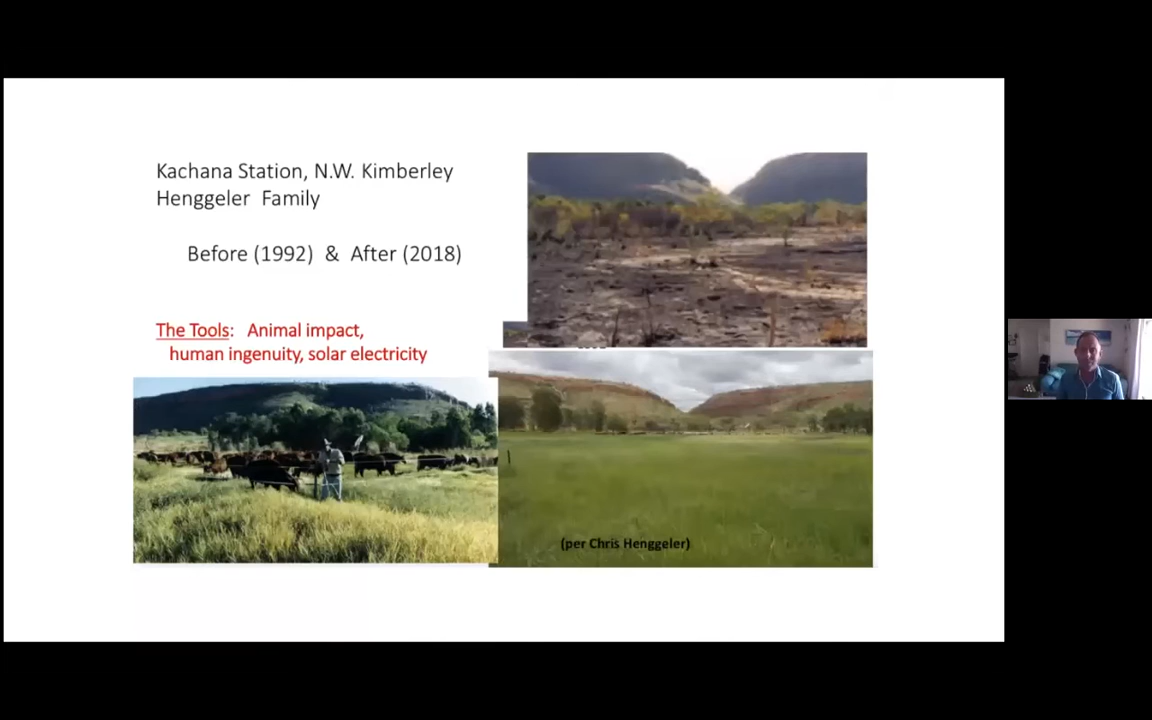 Kachana Station, N.W. Kimberley
Henggeler Family
Before (1992) & After (2018)
The Tools: Animal impact,
human ingenuity, solar electricity
(per Chris Henggeler)